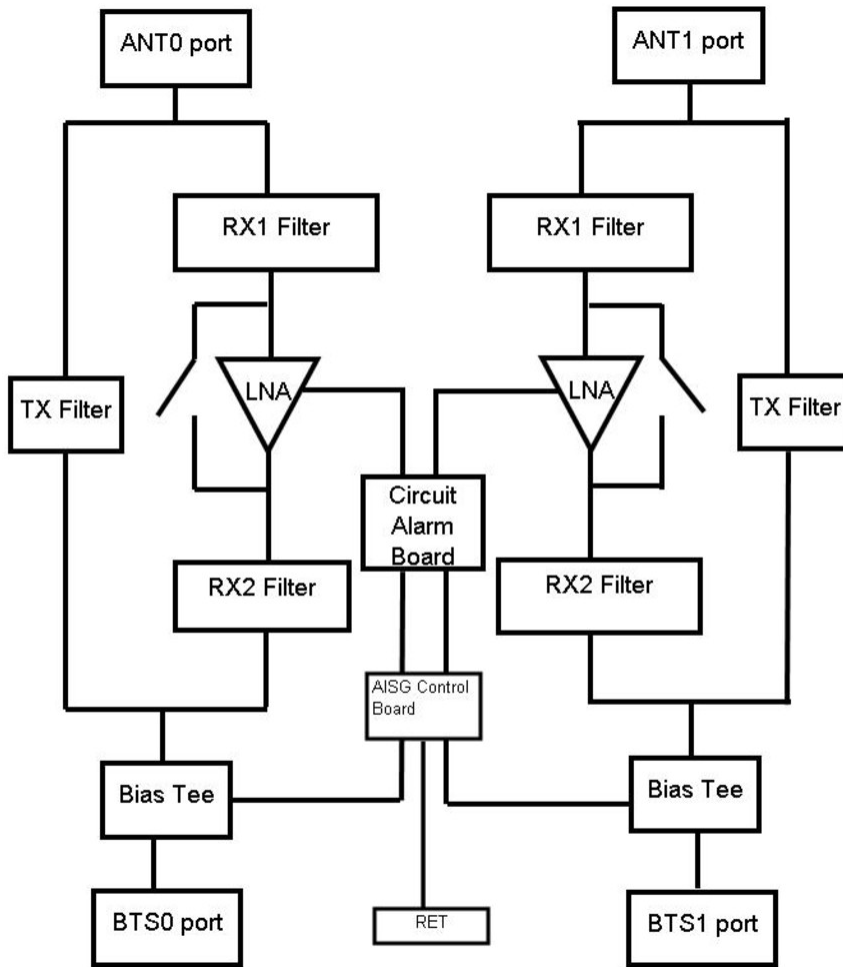 ANT0 port
ANT1 port
RX1 Filter
RX1 Filter
LNA
LNA
TX Filter
TX Filter
Circuit
Alarm
Board
RX2 Filter
RX2 Filter
AISG Control
Board
Bias Tee
Bias Tee
BTS0 port
RET
BTS1 port